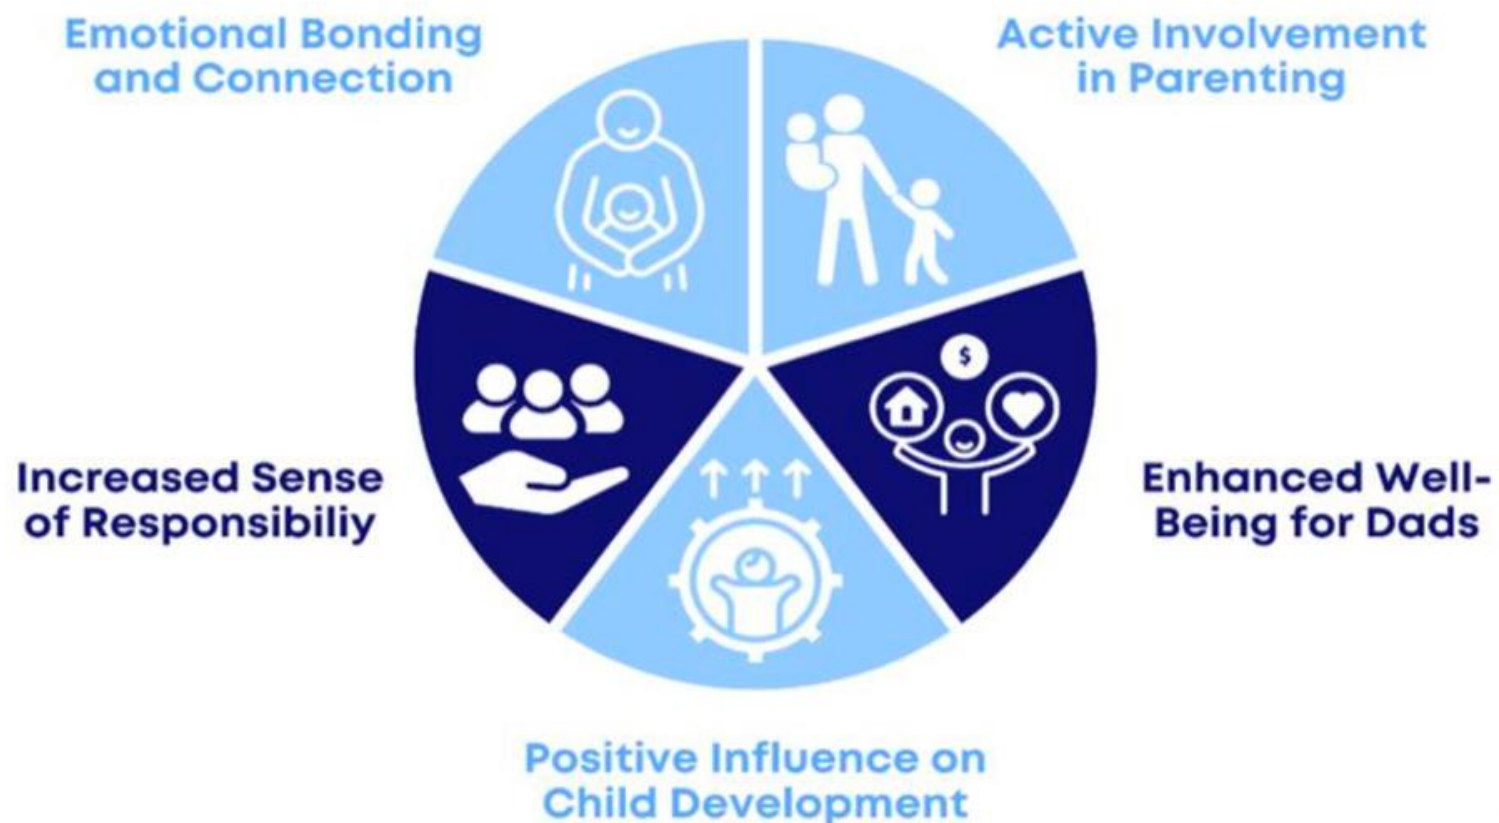 Emotional Bonding
and Connection
Active Involvement
in Parenting
$
Increased Sense
of Responsibiliy
Enhanced Well-
Being for Dads
Positive Influence on
Child Development